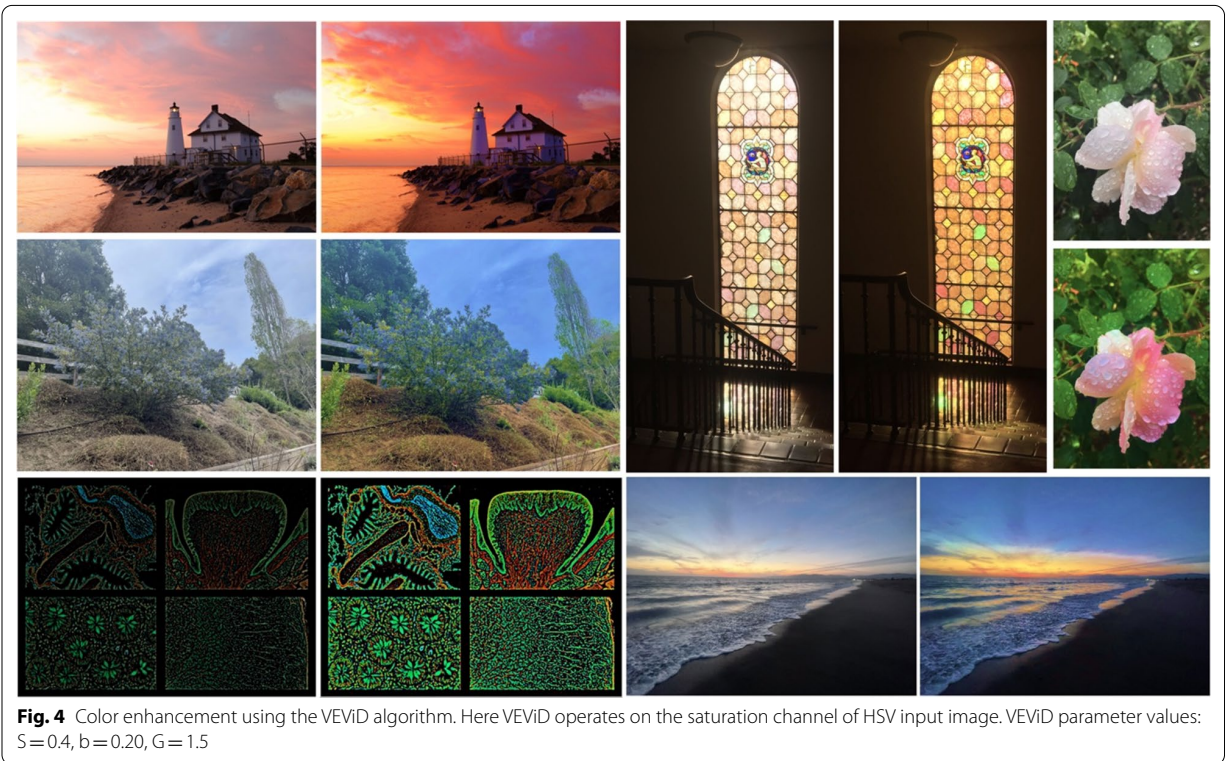 Fig. 4 Color enhancement using the VEViD algorithm. Here VEViD operates on the saturation channel of HSV input image. VEViD parameter values:
S = 0.4, b = 0.20, G = 1.5